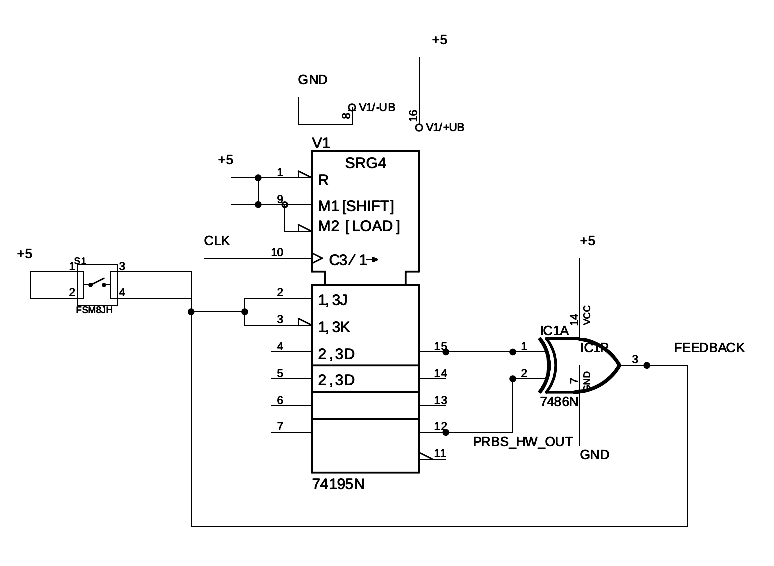 +5
GND
8
V1/-UB
16
V1/+UB
V1
SRG4
+5
1
R
9
M1[SHIFT]
M2 [LOAD]
CLK
10
C3/1
+5
S1
1
3
2
4
FSM8JH
2
1,3J
3
1,3K
4
2,3D
15
5
2,3D
14
6
13
7
12
11
74195N
+5
14
VCC
IC1A
IC1P
1
2
3
FEEDBACK
7
GND
7486N
PRBS_HW_OUT
GND